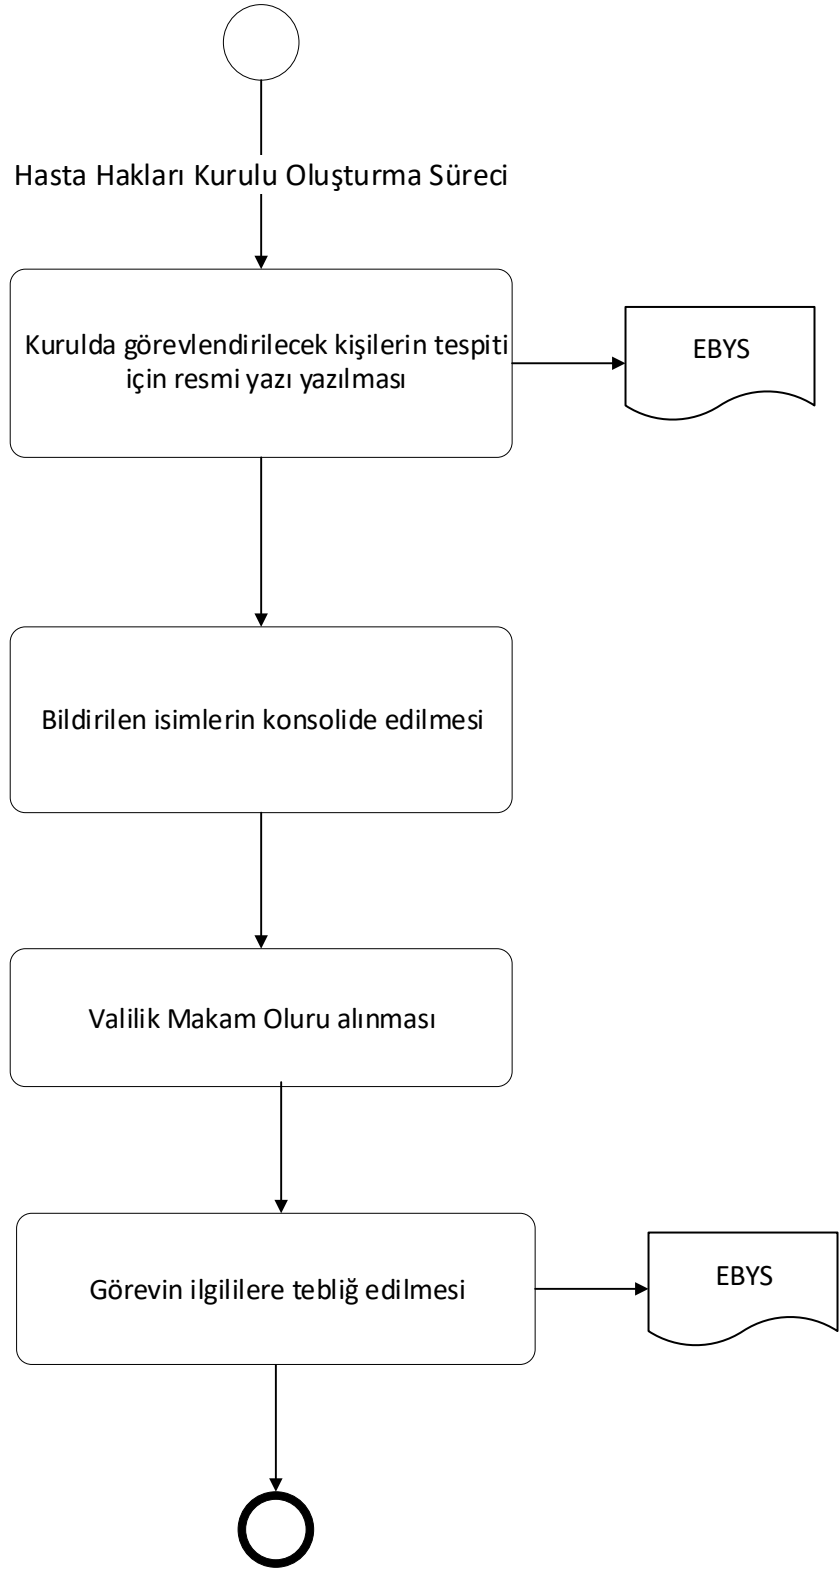 Hasta Hakları Kurulu Oluşturma Süreci
Kurulda görevlendirilecek kişilerin tespiti
için resmi yazı yazılması
EBYS
Bildirilen isimlerin konsolide edilmesi
Valilik Makam Oluru alınması
Görevin ilgililere tebliğ edilmesi
EBYS